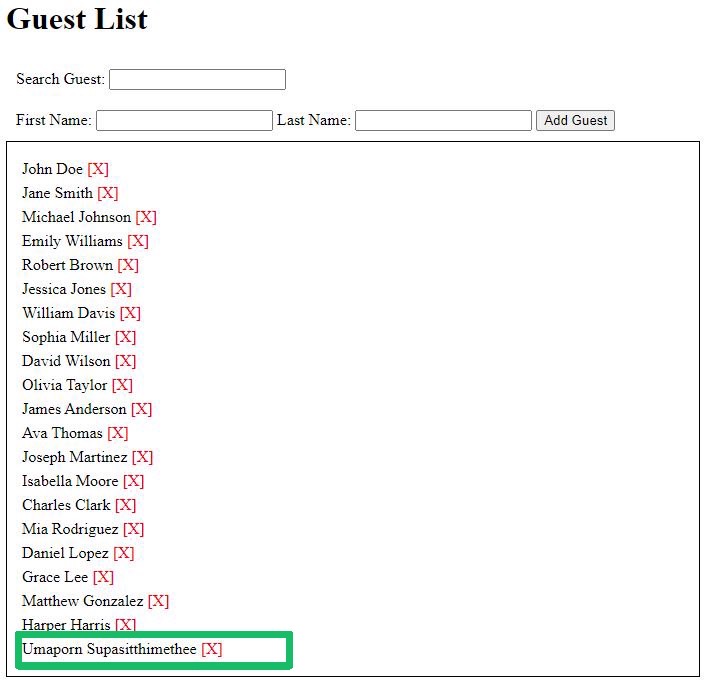 Guest List
Search Guest:
First Name: Last Name: Add Guest
John Doe [X]
Jane Smith [X]
Michael Johnson [X]
Emily Williams [X]
Robert Brown [X]
Jessica Jones [X]
William Davis [X]
Sophia Miller [X]
David Wilson [X]
Olivia Taylor [X]
James Anderson [X]
Ava Thomas [X]
Joseph Martinez [X]
Isabella Moore [X]
Charles Clark [X]
Mia Rodriguez [X]
Daniel Lopez [X]
Grace Lee [X]
Matthew Gonzalez [X]
Harper Harris [X]
Umaporn Supasitthimethee [X]